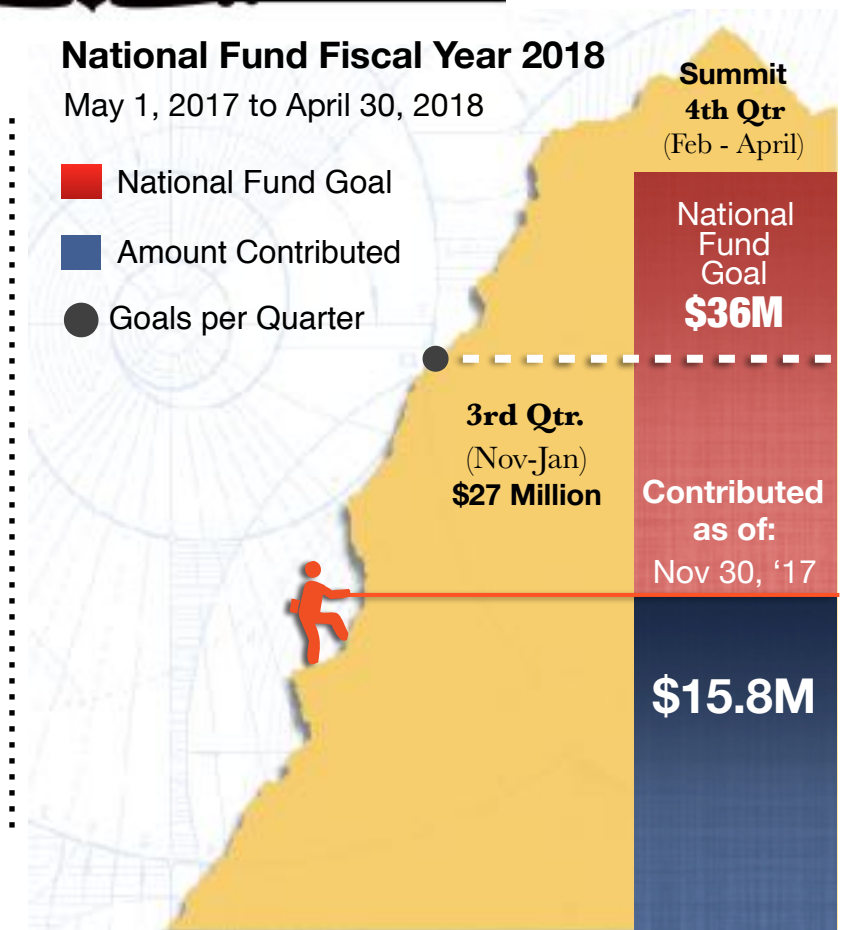 National Fund Fiscal Year 2018
May 1, 2017 to April 30, 2018
National Fund Goal
Amount Contributed
Goals per Quarter
Summit
4th Qtr
(Feb - April)
National
Fund
Goal
$36M
3rd Qtr.
(Nov-Jan)
$27 Million
Contributed
as of:
Nov 30, ‘17
$15.8M